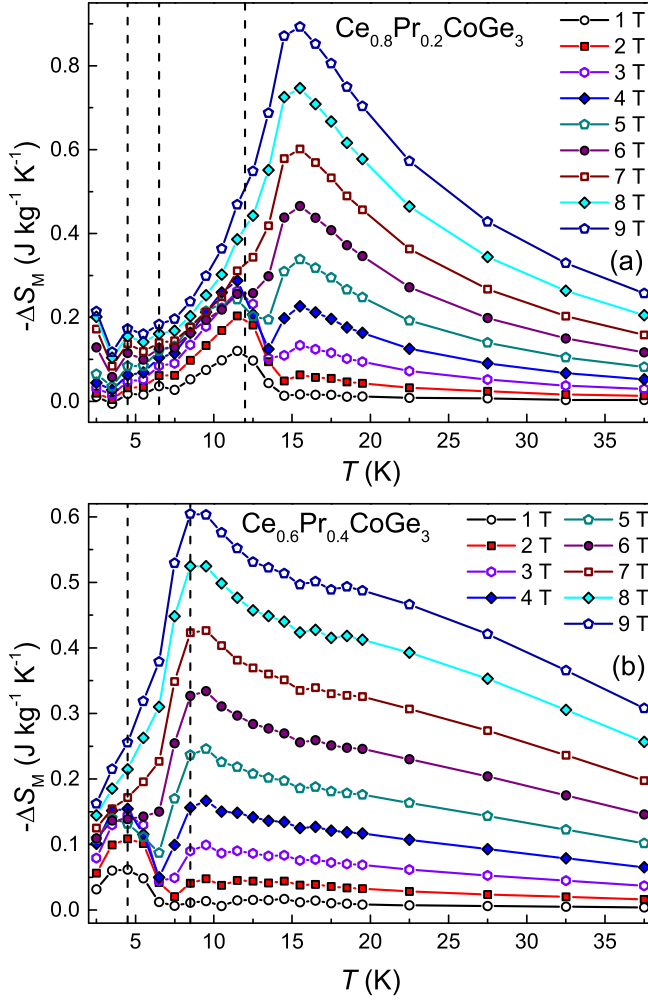 Ce0.8Pr0.2CoGe3
1 T
2 T
3 T
4 T
5 T
6 T
7 T
8 T
9 T
(a)
-ΔSM (J kg-1 K-1)
0.8
0.6
0.4
0.2
0.0
5 10 15 20 25 30 35
T (K)
Ce0.6Pr0.4CoGe3
1 T 5 T
2 T 6 T
3 T 7 T
4 T 8 T
9 T
(b)
-ΔSM (J kg-1 K-1)
0.6
0.5
0.4
0.3
0.2
0.1
0.0
5 10 15 20 25 30 35
T (K)